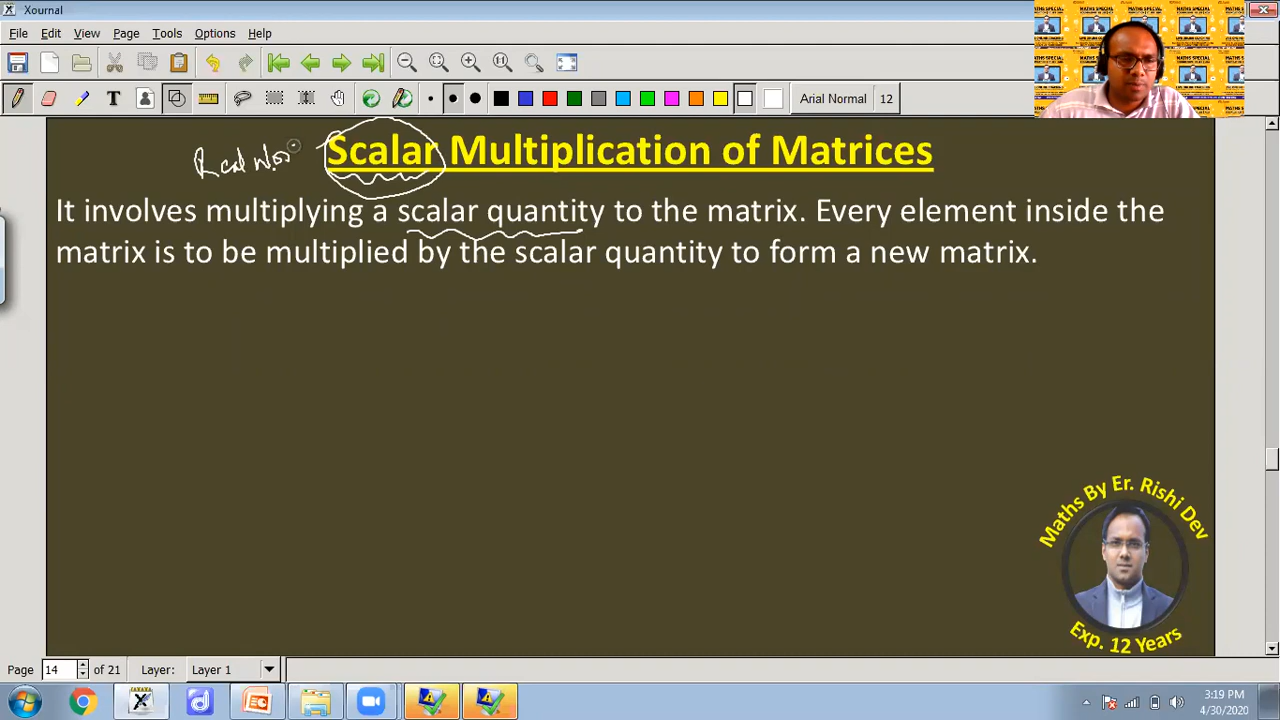 Xournal
File Edit View Page Tools Options Help
Arial Normal 12
Real Nos
Scalar Multiplication of Matrices
It involves multiplying a scalar quantity to the matrix. Every element inside the
matrix is to be multiplied by the scalar quantity to form a new matrix.
Maths By Er. Rishi Dev
Exp. 12 Years
Page 14 of 21 Layer: Layer 1
3:19 PM
4/30/2020